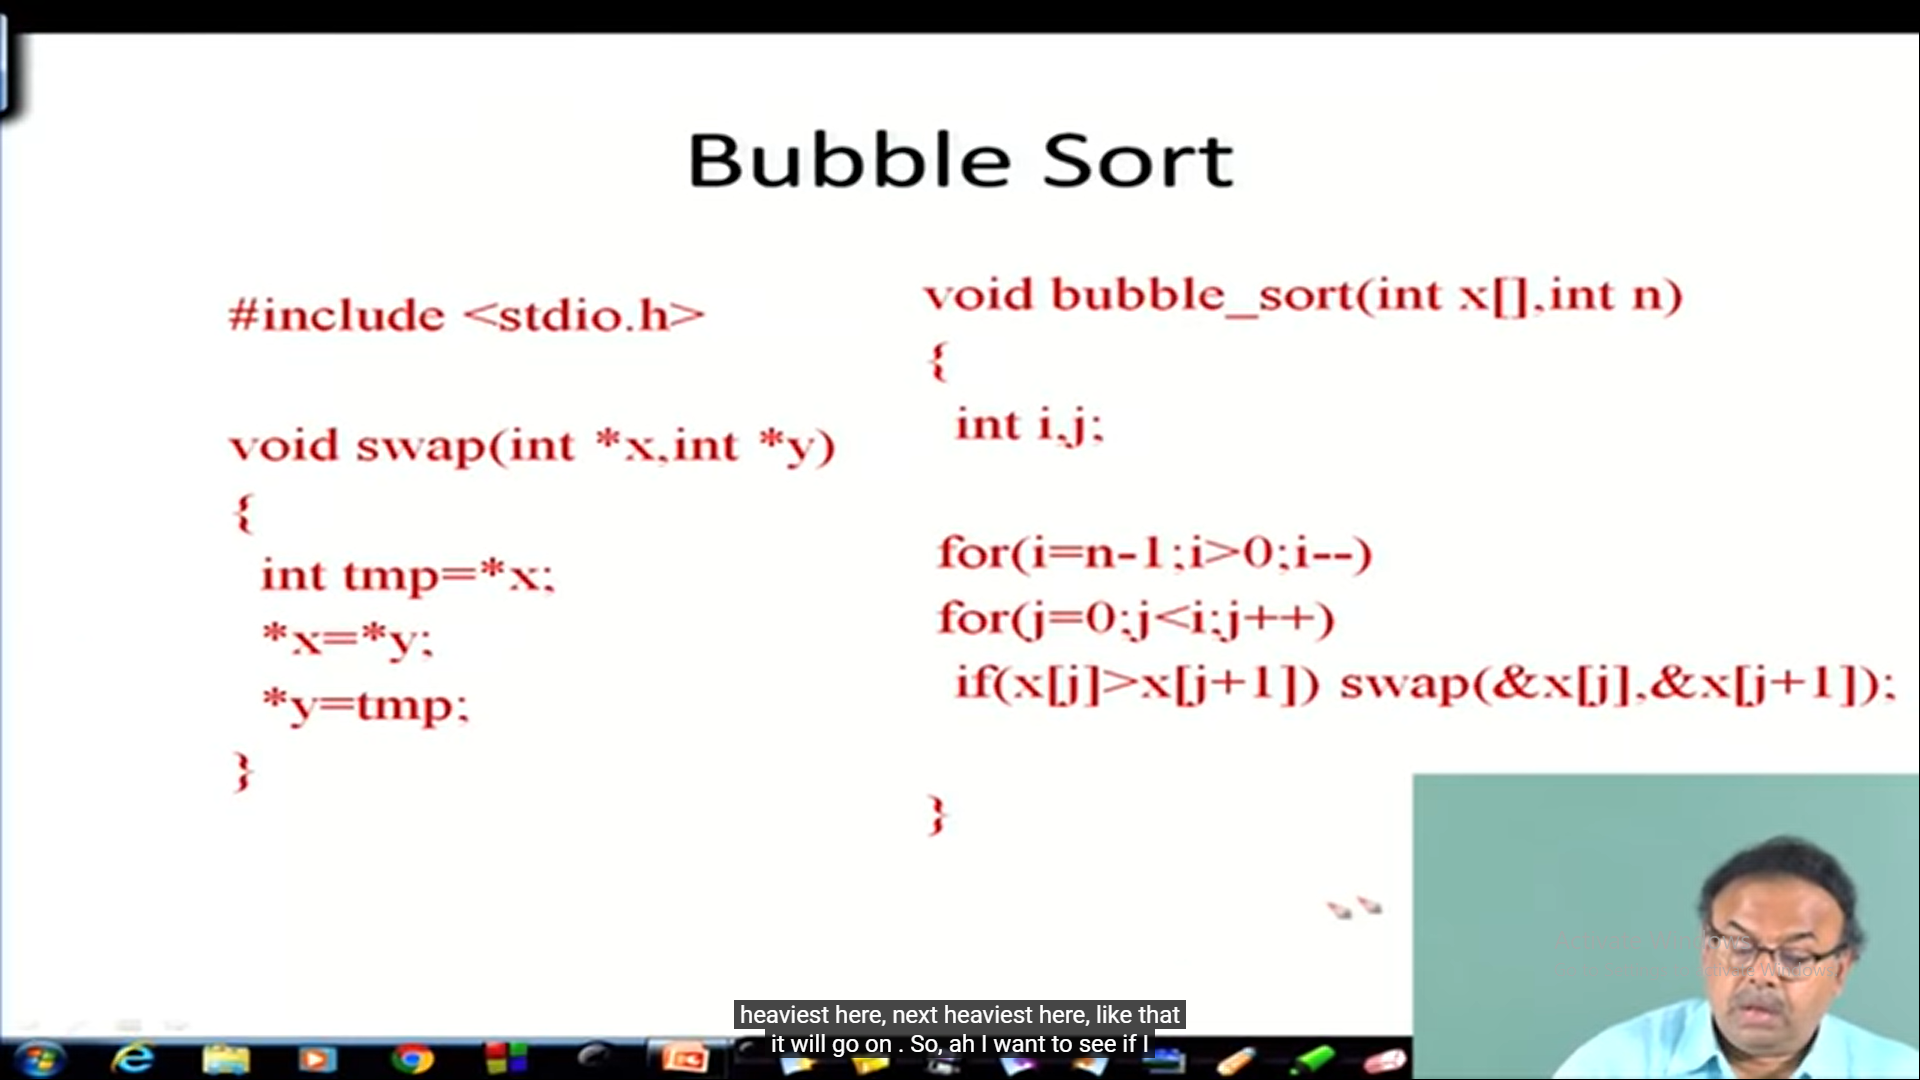 Bubble Sort
#include <stdio.h>
void swap(int *x,int *y)
{
int tmp=*x;
*x=*y;
*y=tmp;
}
void bubble_sort(int x[],int n)
{
int i,j;
for(i=n-1;i>0;i--)
for(j=0;j<i;j++)
if(x[j]>x[j+1]) swap(&x[j],&x[j+1]);
}
Activate Windows
heaviest here, next heaviest here, like that
it will go on . So, ah I want to see if I